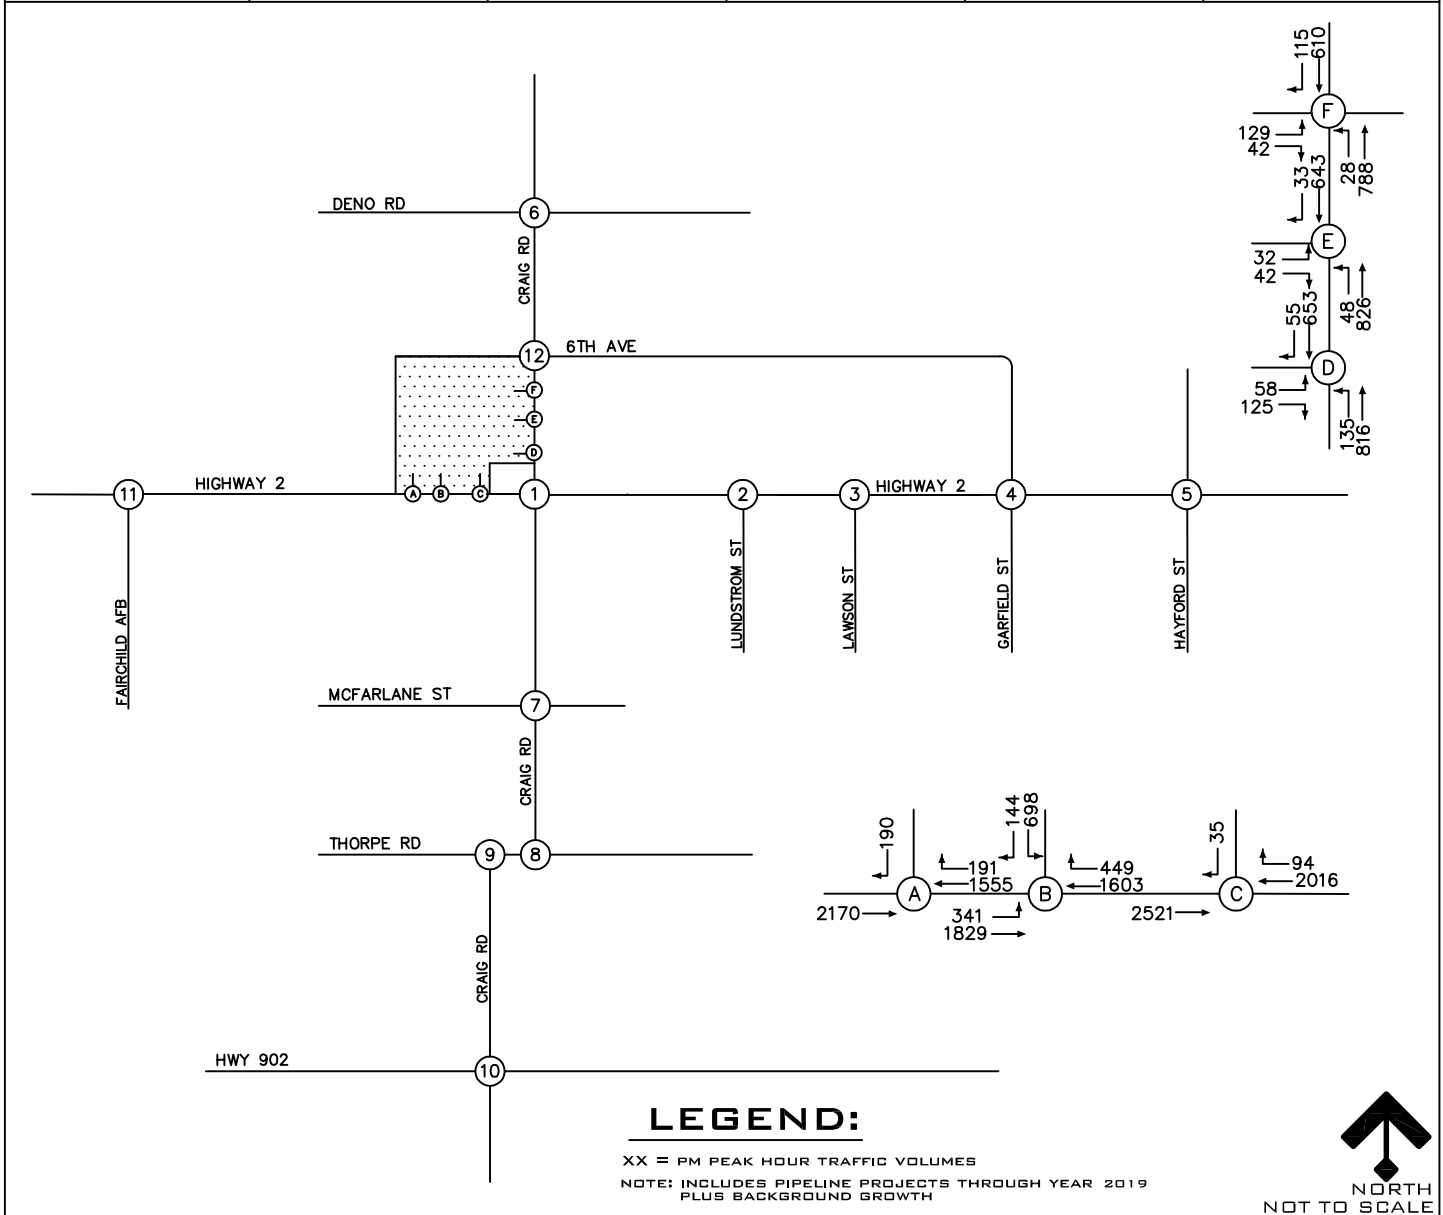 115
610
F
129
42
33
643
28
788
DENO RD
6
CRAIG RD
E
32
42
55
653
48
826
12
6TH AVE
F
E
D
D
58
125
135
816
11
HIGHWAY 2
A
B
C
1
2
3
HIGHWAY 2
4
5
FAIRCHILD AFB
LUNDSTROM ST
LAWSON ST
GARFIELD ST
HAYFORD ST
MCFARLANE ST
7
CRAIG RD
THORPE RD
9
8
190
191
1555
144
698
449
1603
35
94
2016
A
B
C
2170
341
1829
2521
CRAIG RD
HWY 902
10
LEGEND:
XX = PM PEAK HOUR TRAFFIC VOLUMES
NOTE: INCLUDES PIPELINE PROJECTS THROUGH YEAR 2019
PLUS BACKGROUND GROWTH
NORTH
NOT TO SCALE